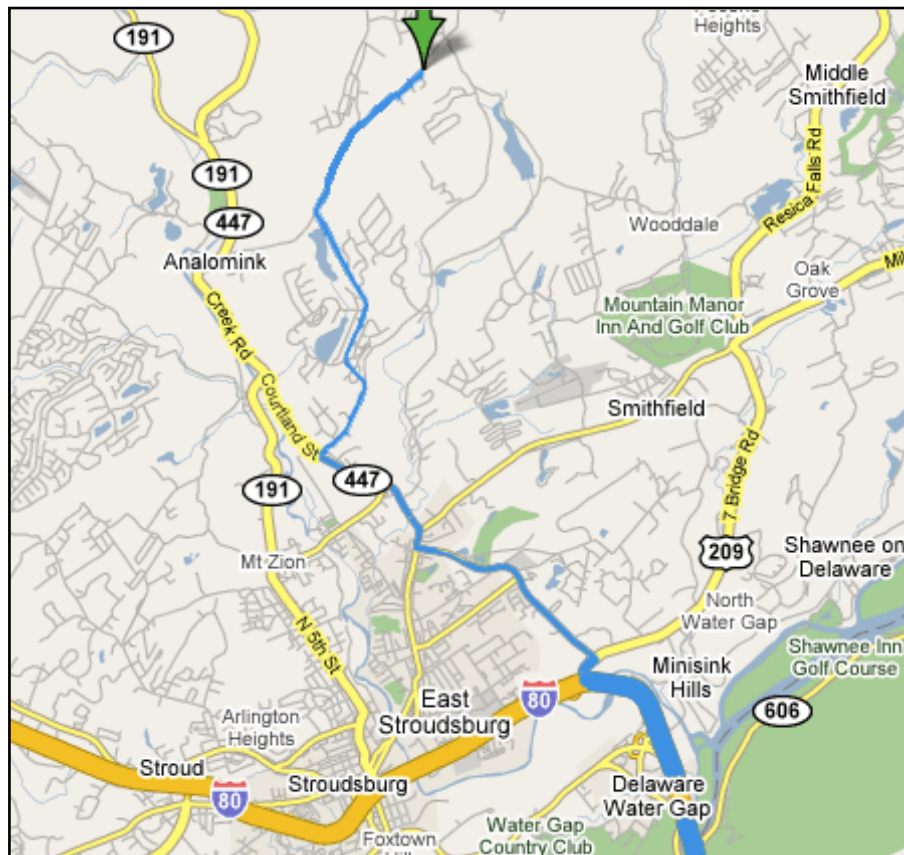 Heights
191
Middle
Smithfield
191
447
Resica Falls Rd
Wooddale
Analomink
Oak
Grove
Mountain Manor
Inn And Golf Club
Creek Rd
Courtland St
Smithfield
447
191
7 Bridge Rd
209
Shawnee on
Delaware
Mt Zion
North
Water Gap
N 5th St
Shawnee Inn
Golf Course
Minisink
Hills
East
Stroudsburg
80
606
Arlington
Heights
Stroud
80
Stroudsburg
Delaware
Water Gap
Foxtown
Water Gap
Country Club